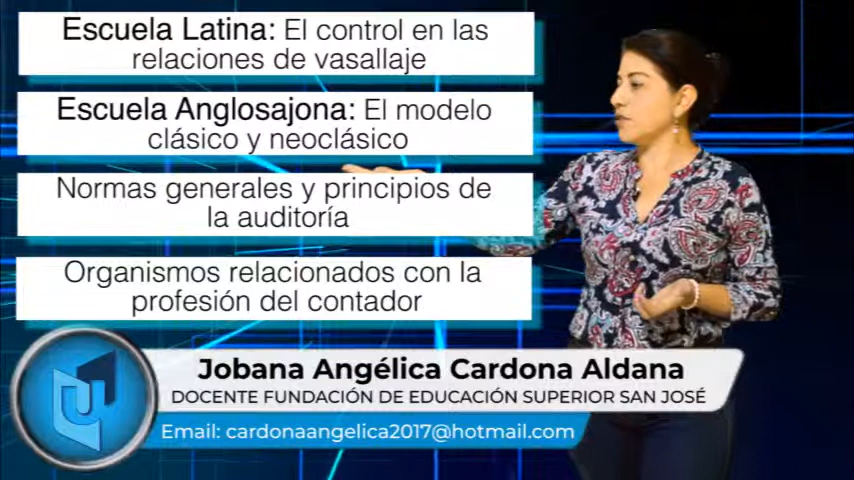 Escuela Latina: El control en las
relaciones de vasallaje
Escuela Anglosajona: El modelo
clásico y neoclásico
Normas generales y principios de
la auditoría
Organismos relacionados con la
profesión del contador
Jobana Angélica Cardona Aldana
DOCENTE FUNDACIÓN DE EDUCACIÓN SUPERIOR SAN JOSÉ
Email: cardonaangelica2017@hotmail.com